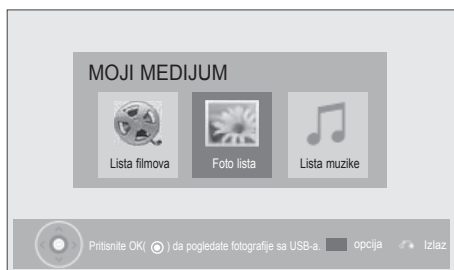 MOJI MEDIJUM
Lista filmova Foto lista Lista muzike
Pritisnite OK( ) da pogledate fotografije sa USB-a. opcija Izlaz